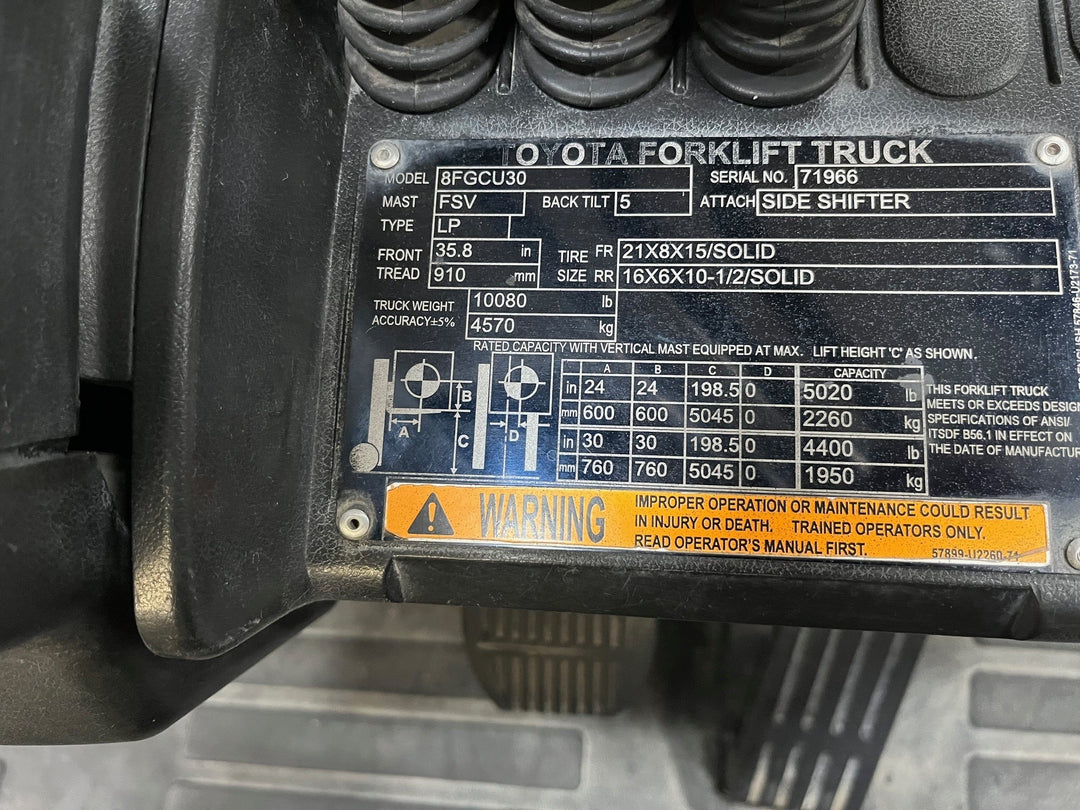 TOYOTA FORKLIFT TRUCK
MODEL 8FGCU30 SERIAL NO. 71966
MAST FSV BACK TILT 5 ATTACH SIDE SHIFTER
TYPE LP
FRONT TREAD 35.8 in TIRE SIZE FR 21X8X15/SOLID
910 mm RR 16X6X10-1/2/SOLID
TRUCK WEIGHT 10080 lb
ACCURACY±5% 4570 kg
RATED CAPACITY WITH VERTICAL MAST EQUIPPED AT MAX. LIFT HEIGHT 'C' AS SHOWN.
A B C D CAPACITY
in 24 24 198.5 0 5020 lb
mm 600 600 5045 0 2260 kg
in 30 30 198.5 0 4400 lb
mm 760 760 5045 0 1950 kg
A B C D
THIS FORKLIFT TRUCK
MEETS OR EXCEEDS DESIGN
SPECIFICATIONS OF ANSI/
ITSDF B56.1 IN EFFECT ON
THE DATE OF MANUFACTUR
57846-U2173-71
WARNING
IMPROPER OPERATION OR MAINTENANCE COULD RESULT
IN INJURY OR DEATH. TRAINED OPERATORS ONLY.
READ OPERATOR'S MANUAL FIRST.
57899-U2260-71